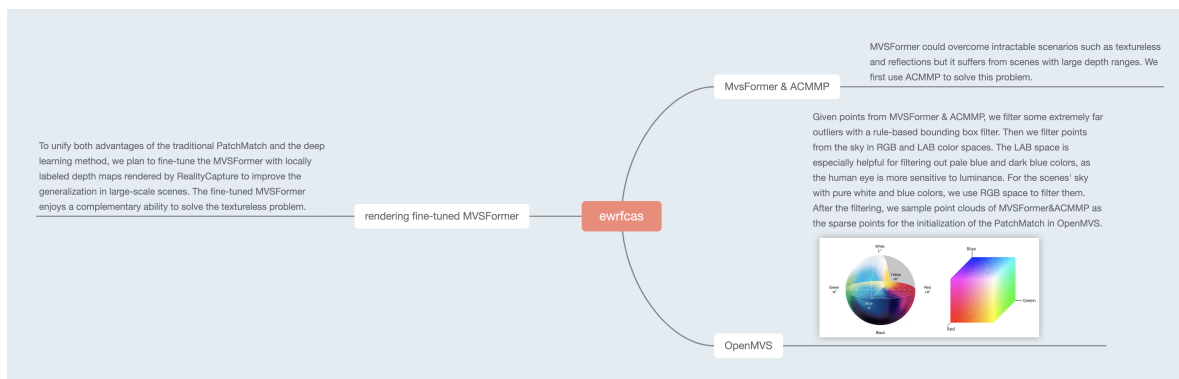 MVSFormer could overcome intractable scenarios such as textureless
and reflections but it suffers from scenes with large depth ranges. We
first use ACMMP to solve this problem.
MvsFormer & ACMMP
Given points from MVSFormer & ACMMP, we filter some extremely far
outliers with a rule-based bounding box filter. Then we filter points
from the sky in RGB and LAB color spaces. The LAB space is
especially helpful for filtering out pale blue and dark blue colors, as
the human eye is more sensitive to luminance. For the scenes' sky
with pure white and blue colors, we use RGB space to filter them.
After the filtering, we sample point clouds of MVSFormer&ACMMP as
the sparse points for the initialization of the PatchMatch in OpenMVS.
To unify both advantages of the traditional PatchMatch and the deep
learning method, we plan to fine-tune the MVSFormer with locally
labeled depth maps rendered by RealityCapture to improve the
generalization in large-scale scenes. The fine-tuned MVSFormer
enjoys a complementary ability to solve the textureless problem.
rendering fine-tuned MVSFormer
ewrfcas
White
Yellow
Green
Red
Blue
Black
Blue
Green
Red
OpenMVS